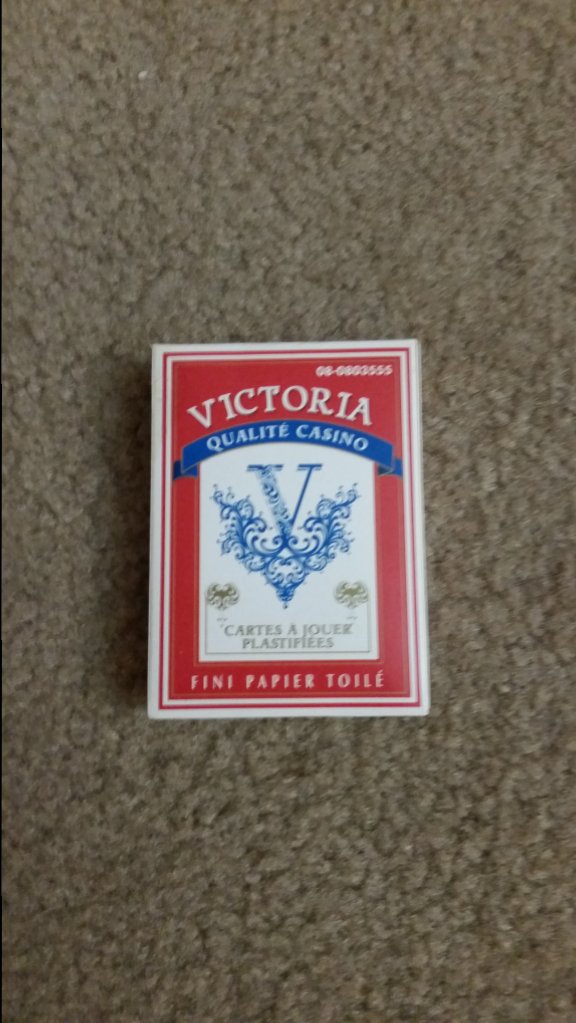 08-0803555
VICTORIA
QUALITÉ CASINO
V
CARTES À JOUER
PLASTIFIÉES
FINI PAPIER TOILÉ